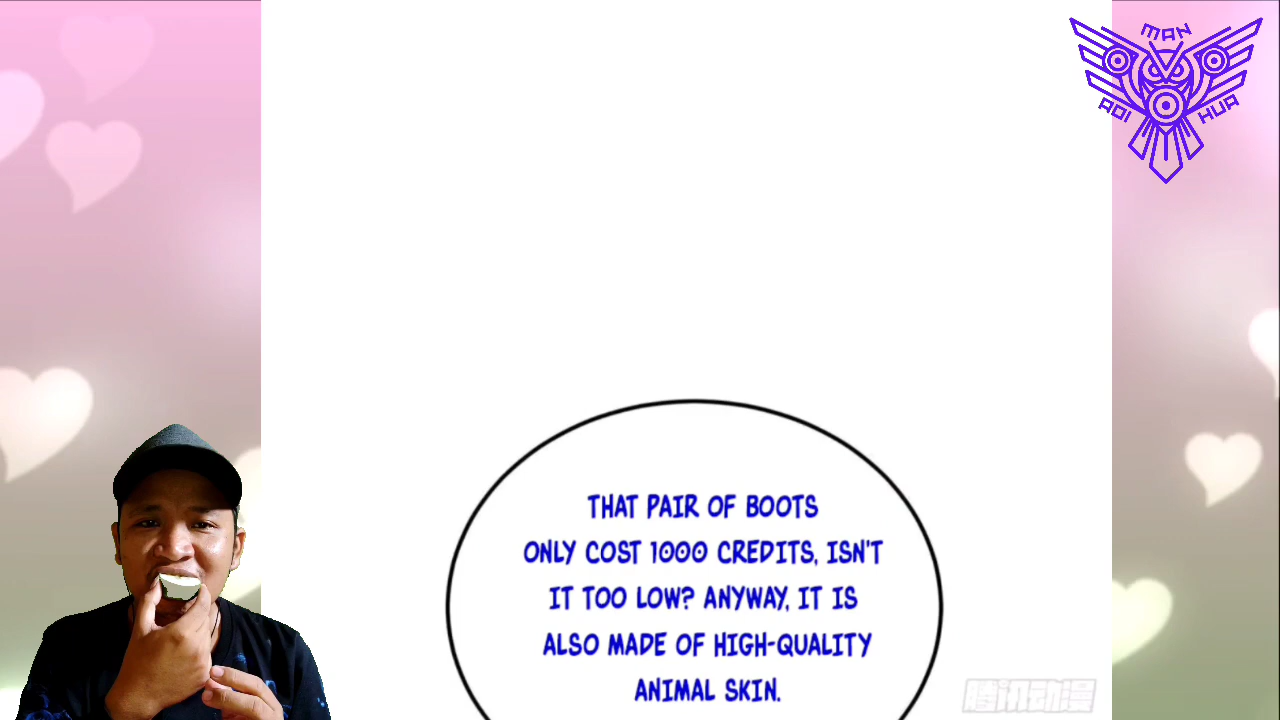 MAN
AOI
HUA
THAT PAIR OF BOOTS
ONLY COST 1000 CREDITS, ISN'T
IT TOO LOW? ANYWAY, IT IS
ALSO MADE OF HIGH-QUALITY
ANIMAL SKIN.
腾讯动漫